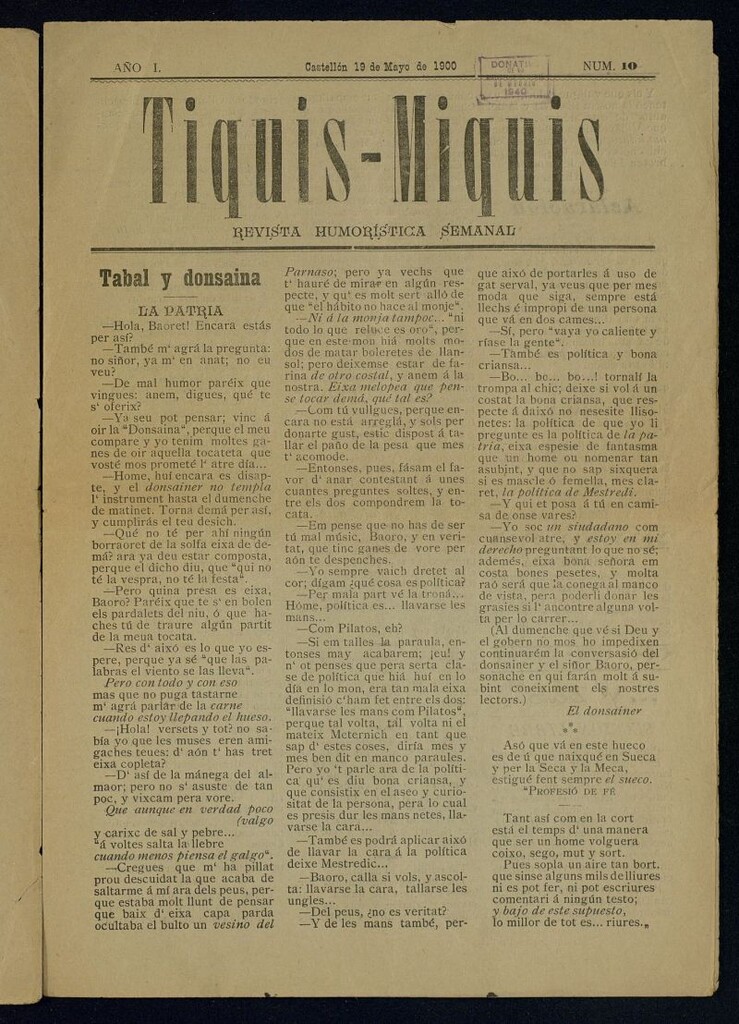 AÑO I.
Castellón 19 de Mayo de 1900
NUM. 10
DONATI
1940
Tiquis-Miquis
REVISTA HUMORÍSTICA SEMANAL
Tabal y donsaina
LA PATRIA
—Hola, Baoret! Encara estás
per así?
—També m' agrá la pregunta:
no siñor, ya m' en anat; no eu
veu?
—De mal humor paréix que
vingues: anem, digues, qué te
s' oferix?
—Ya seu pot pensar; vinc á
oir la "Donsaina", perque el meu
compare y yo tenim moltes ga-
nes de oir aquella tocateta que
vosté mos prometé l' atre día...
—Home, huí encara es disap-
te, y el donsainer no templa
l' instrument hasta el dumenche
de matinet. Torna demá per así,
y cumplirás el teu desich.
—Qué no té per ahí ningún
borraoret de la solfa eixa de de-
má? ara ya deu estar composta,
perque el dicho diu, que "qui no
té la vespra, no té la festa".
—Pero quina presa es eixa,
Baoro? Paréix que te s' en bolen
els pardalets del niu, ó que ha-
ches tú de traure algún partit
de la meua tocata.
—Res d' aixó es lo que yo es-
pere, perque ya sé "que las pa-
labras el viento se las lleva".
Pero con todo y con eso
mas que no puga tastarme
m' agrá parlar de la carne
cuando estoy llepando el hueso.
—¡Hola! versets y tot? no sa-
bía yo que les muses eren ami-
gaches teues: d' aón t' has tret
eixa copleta?
—D' así de la mánega del al-
maor; pero no s' asuste de tan
poc, y vixcam pera vore.
Que aunque en verdad poco
(valgo
y carixc de sal y pebre...
"á voltes salta la llebre
cuando menos piensa el galgo".
—Cregues que m' ha pillat
prou descuidat la que acaba de
saltarme á mí ara dels peus, per-
que estaba molt llunt de pensar
que baix d' eixa capa parda
ocultaba el bulto un vesino del
Parnaso; pero ya vechs que
t' hauré de mirar en algún res-
pecte, y qu' es molt sert alló de
que "el hábito no hace al monje".
—Ni á la monja tampoc... "ni
todo lo que reluce es oro", per-
que en este mon hiá molts mo-
dos de matar boleretes de llan-
sol; pero deixemse estar de fa-
rina de otro costal, y anem á la
nostra. Eixa melopea que pen-
se tocar demá, qué tal es?
—Com tú vullgues, perque en-
cara no está arreglá, y sols per
donarte gust, estic dispost á ta-
llar el paño de la pesa que mes
t' acomode.
—Entonses, pues, fásam el fa-
vor d' anar contestant á unes
cuantes preguntes soltes, y en-
tre els dos compondrem la to-
cata.
—Em pense que no has de ser
tú mal músic, Baoro, y en veri-
tat, que tinc ganes de vore per
aón te despenches.
—Yo sempre vaich dretet al
cor; dígam ¿qué cosa es política?
—Per mala part vé la troná...
Hóme, política es... llavarse les
mans...
—Com Pilatos, eh?
—Si em talles la paraula, en-
tonses may acabarem; ¡eu! y
n' ot penses que pera serta cla-
se de política que hiá huí en lo
día en lo mon, era tan mala eixa
definisió c'ham fet entre els dos:
"llavarse les mans com Pilatos",
perque tal volta, tal volta ni el
mateix Meternich en tant que
sap d' estes coses, diría mes y
mes ben dit en manco paraules.
Pero yo 't parle ara de la políti-
ca qu' es diu bona criansa, y
que consistix en el aseo y curio-
sitat de la persona, pera lo cual
es presis dur les mans netes, lla-
varse la cara...
—També es podrá aplicar aixó
de llavar la cara á la política
deixe Mestredic...
—Baoro, calla si vols, y ascol-
ta: llavarse la cara, tallarse les
ungles...
—Del peus, ¿no es veritat?
—Y de les mans també, per-
que aixó de portarles á uso de
gat serval, ya veus que per mes
moda que siga, sempre está
llechs é impropi de una persona
que vá en dos cames...
—Sí, pero "vaya yo caliente y
ríase la gente".
—També es política y bona
criansa...
—Bo... bo... bo...! tornali la
trompa al chic; deixe si vol á un
costat la bona criansa, que res-
pecte á daixó no nesesite lliso-
netes: la política de que yo li
pregunte es la política de la pa-
tria, eixa espesie de fantasma
que un home ou nomenar tan
asubint, y que no sap sixquera
si es mascle ó femella, mes cla-
ret, la política de Mestredi.
—Y qui et posa á tú en cami-
sa de onse vares?
—Yo soc un siudadano com
cuansevol atre, y estoy en mi
derecho preguntant lo que no sé;
además, eixa bona señora em
costa bones pesetes, y molta
raó será que la conega al manco
de vista, pera poderli donar les
grasies si l' ancontre alguna vol-
ta per lo carrer...
(Al dumenche que vé si Deu y
el gobern no mos ho impedixen
continuarém la conversasió del
donsainer y el siñor Baoro, per-
sonache en qui farán molt á su-
bint coneiximent els nostres
lectors.)
El donsainer
Asó que vá en este hueco
es de ú que naixqué en Sueca
y per la Seca y la Meca,
estigué fent sempre el sueco.
"PROFESIÓ DE FÉ
Tant así com en la cort
está el temps d' una manera
que ser un home volguera
coixo, sego, mut y sort.
Pues sopla un aire tan bort,
que sinse alguns mils delliures
ni es pot fer, ni pot escriures
comentari á ningún testo;
y bajo de este supuesto,
lo millor de tot es... riures.„